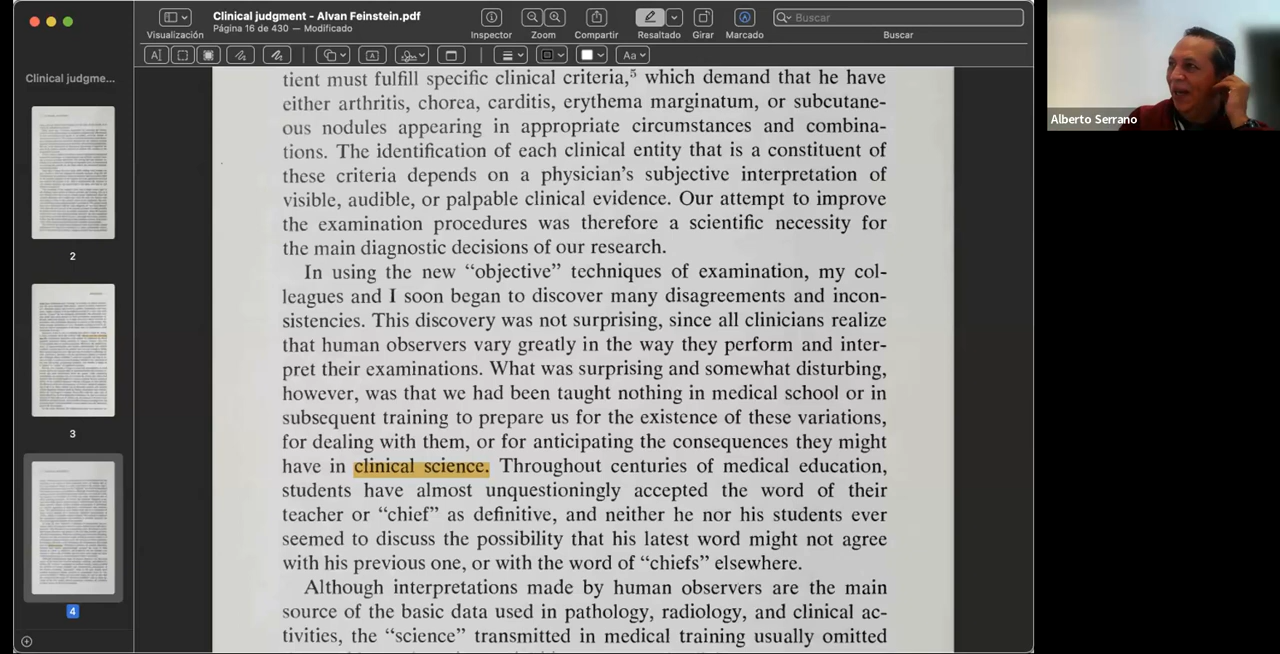 Clinical judgment - Alvan Feinstein.pdf
Página 16 de 430 — Modificado
Visualización
Inspector
Zoom
Compartir
Resaltado
Girar
Marcado
Buscar
Buscar
Aa
Clinical judgme...
2
3
4
tient must fulfill specific clinical criteria,⁵ which demand that he have
either arthritis, chorea, carditis, erythema marginatum, or subcutane-
ous nodules appearing in appropriate circumstances and combina-
tions. The identification of each clinical entity that is a constituent of
these criteria depends on a physician's subjective interpretation of
visible, audible, or palpable clinical evidence. Our attempt to improve
the examination procedures was therefore a scientific necessity for
the main diagnostic decisions of our research.
In using the new “objective” techniques of examination, my col-
leagues and I soon began to discover many disagreements and incon-
sistencies. This discovery was not surprising, since all clinicians realize
that human observers vary greatly in the way they perform and inter-
pret their examinations. What was surprising and somewhat disturbing,
however, was that we had been taught nothing in medical school or in
subsequent training to prepare us for the existence of these variations,
for dealing with them, or for anticipating the consequences they might
have in clinical science. Throughout centuries of medical education,
students have almost unquestioningly accepted the word of their
teacher or “chief” as definitive, and neither he nor his students ever
seemed to discuss the possibility that his latest word might not agree
with his previous one, or with the word of “chiefs” elsewhere.
Although interpretations made by human observers are the main
source of the basic data used in pathology, radiology, and clinical ac-
tivities, the “science” transmitted in medical training usually omitted
Alberto Serrano